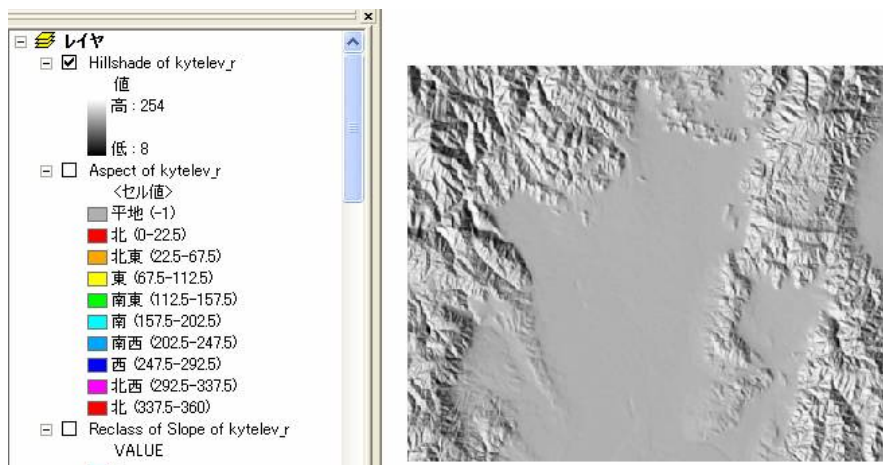 レイヤ
Hillshade of kytelev_r
値
高 : 254
低 : 8
Aspect of kytelev_r
<セル値>
平地 (-1)
北 (0-22.5)
北東 (22.5-67.5)
東 (67.5-112.5)
南東 (112.5-157.5)
南 (157.5-202.5)
南西 (202.5-247.5)
西 (247.5-292.5)
北西 (292.5-337.5)
北 (337.5-360)
Reclass of Slope of kytelev_r
VALUE